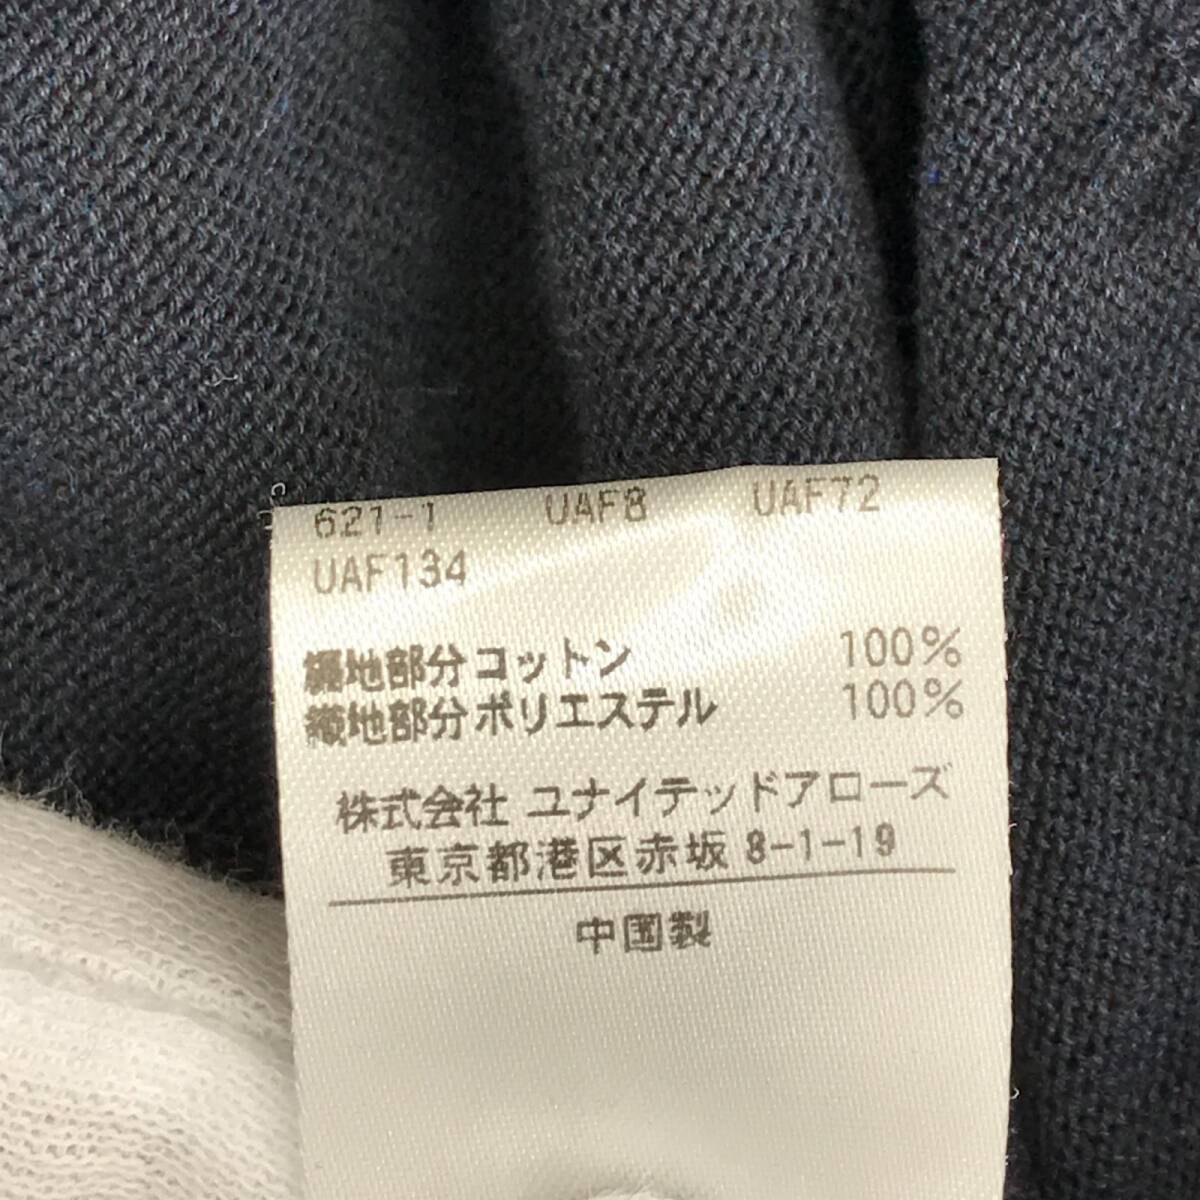 621-1 UAF8 UAF72
UAF134
編地部分コットン 100%
織地部分ポリエステル 100%
株式会社 ユナイテッドアローズ
東京都港区赤坂 8-1-19
中国製